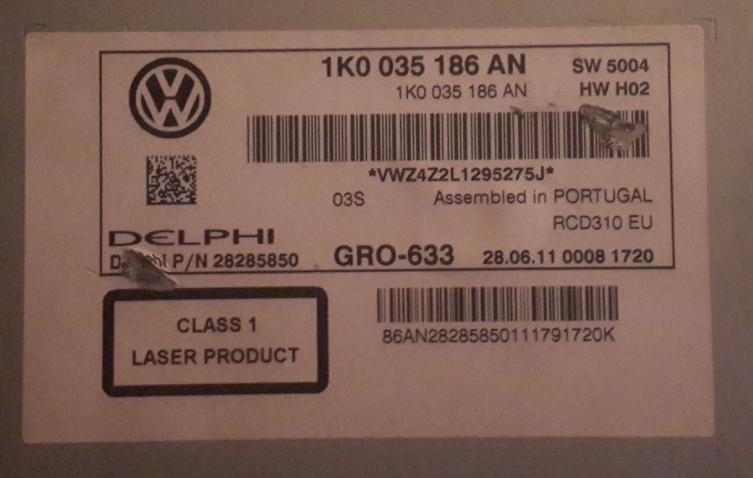 1K0 035 186 AN SW 5004
1K0 035 186 AN HW H02
*VWZ4Z2L1295275J*
03S Assembled in PORTUGAL
RCD310 EU
DELPHI
P/N 28285850 GRO-633 28.06.11 0008 1720
CLASS 1
LASER PRODUCT
86AN28285850111791720K